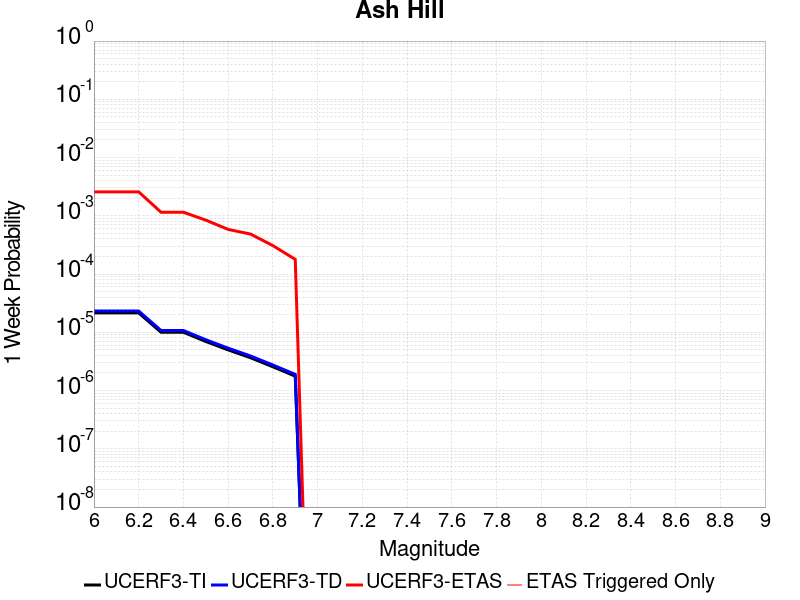 Ash Hill
10^0
10^-1
10^-2
10^-3
10^-4
10^-5
10^-6
10^-7
10^-8
1 Week Probability
6 6.2 6.4 6.6 6.8 7 7.2 7.4 7.6 7.8 8 8.2 8.4 8.6 8.8 9
Magnitude
UCERF3-TI UCERF3-TD UCERF3-ETAS ETAS Triggered Only